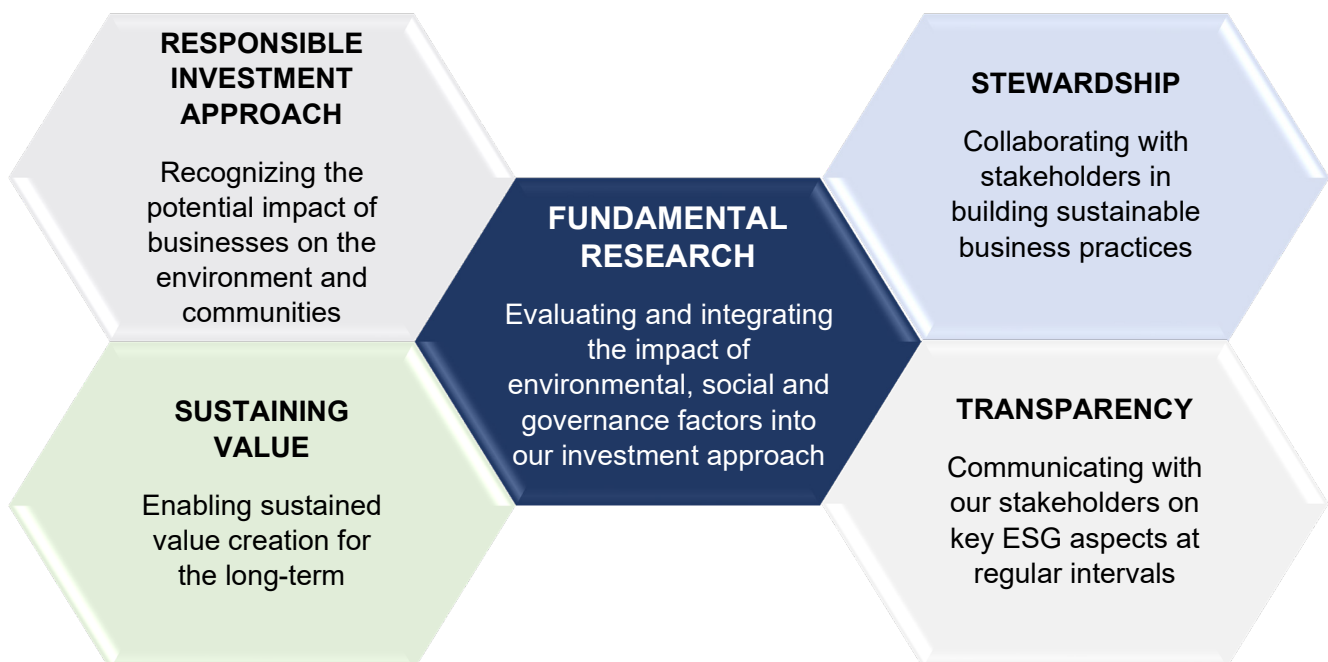 RESPONSIBLE
INVESTMENT
APPROACH
Recognizing the
potential impact of
businesses on the
environment and
communities
SUSTAINING
VALUE
Enabling sustained
value creation for
the long-term
FUNDAMENTAL
RESEARCH
Evaluating and integrating
the impact of
environmental, social and
governance factors into
our investment approach
STEWARDSHIP
Collaborating with
stakeholders in
building sustainable
business practices
TRANSPARENCY
Communicating with
our stakeholders on
key ESG aspects at
regular intervals